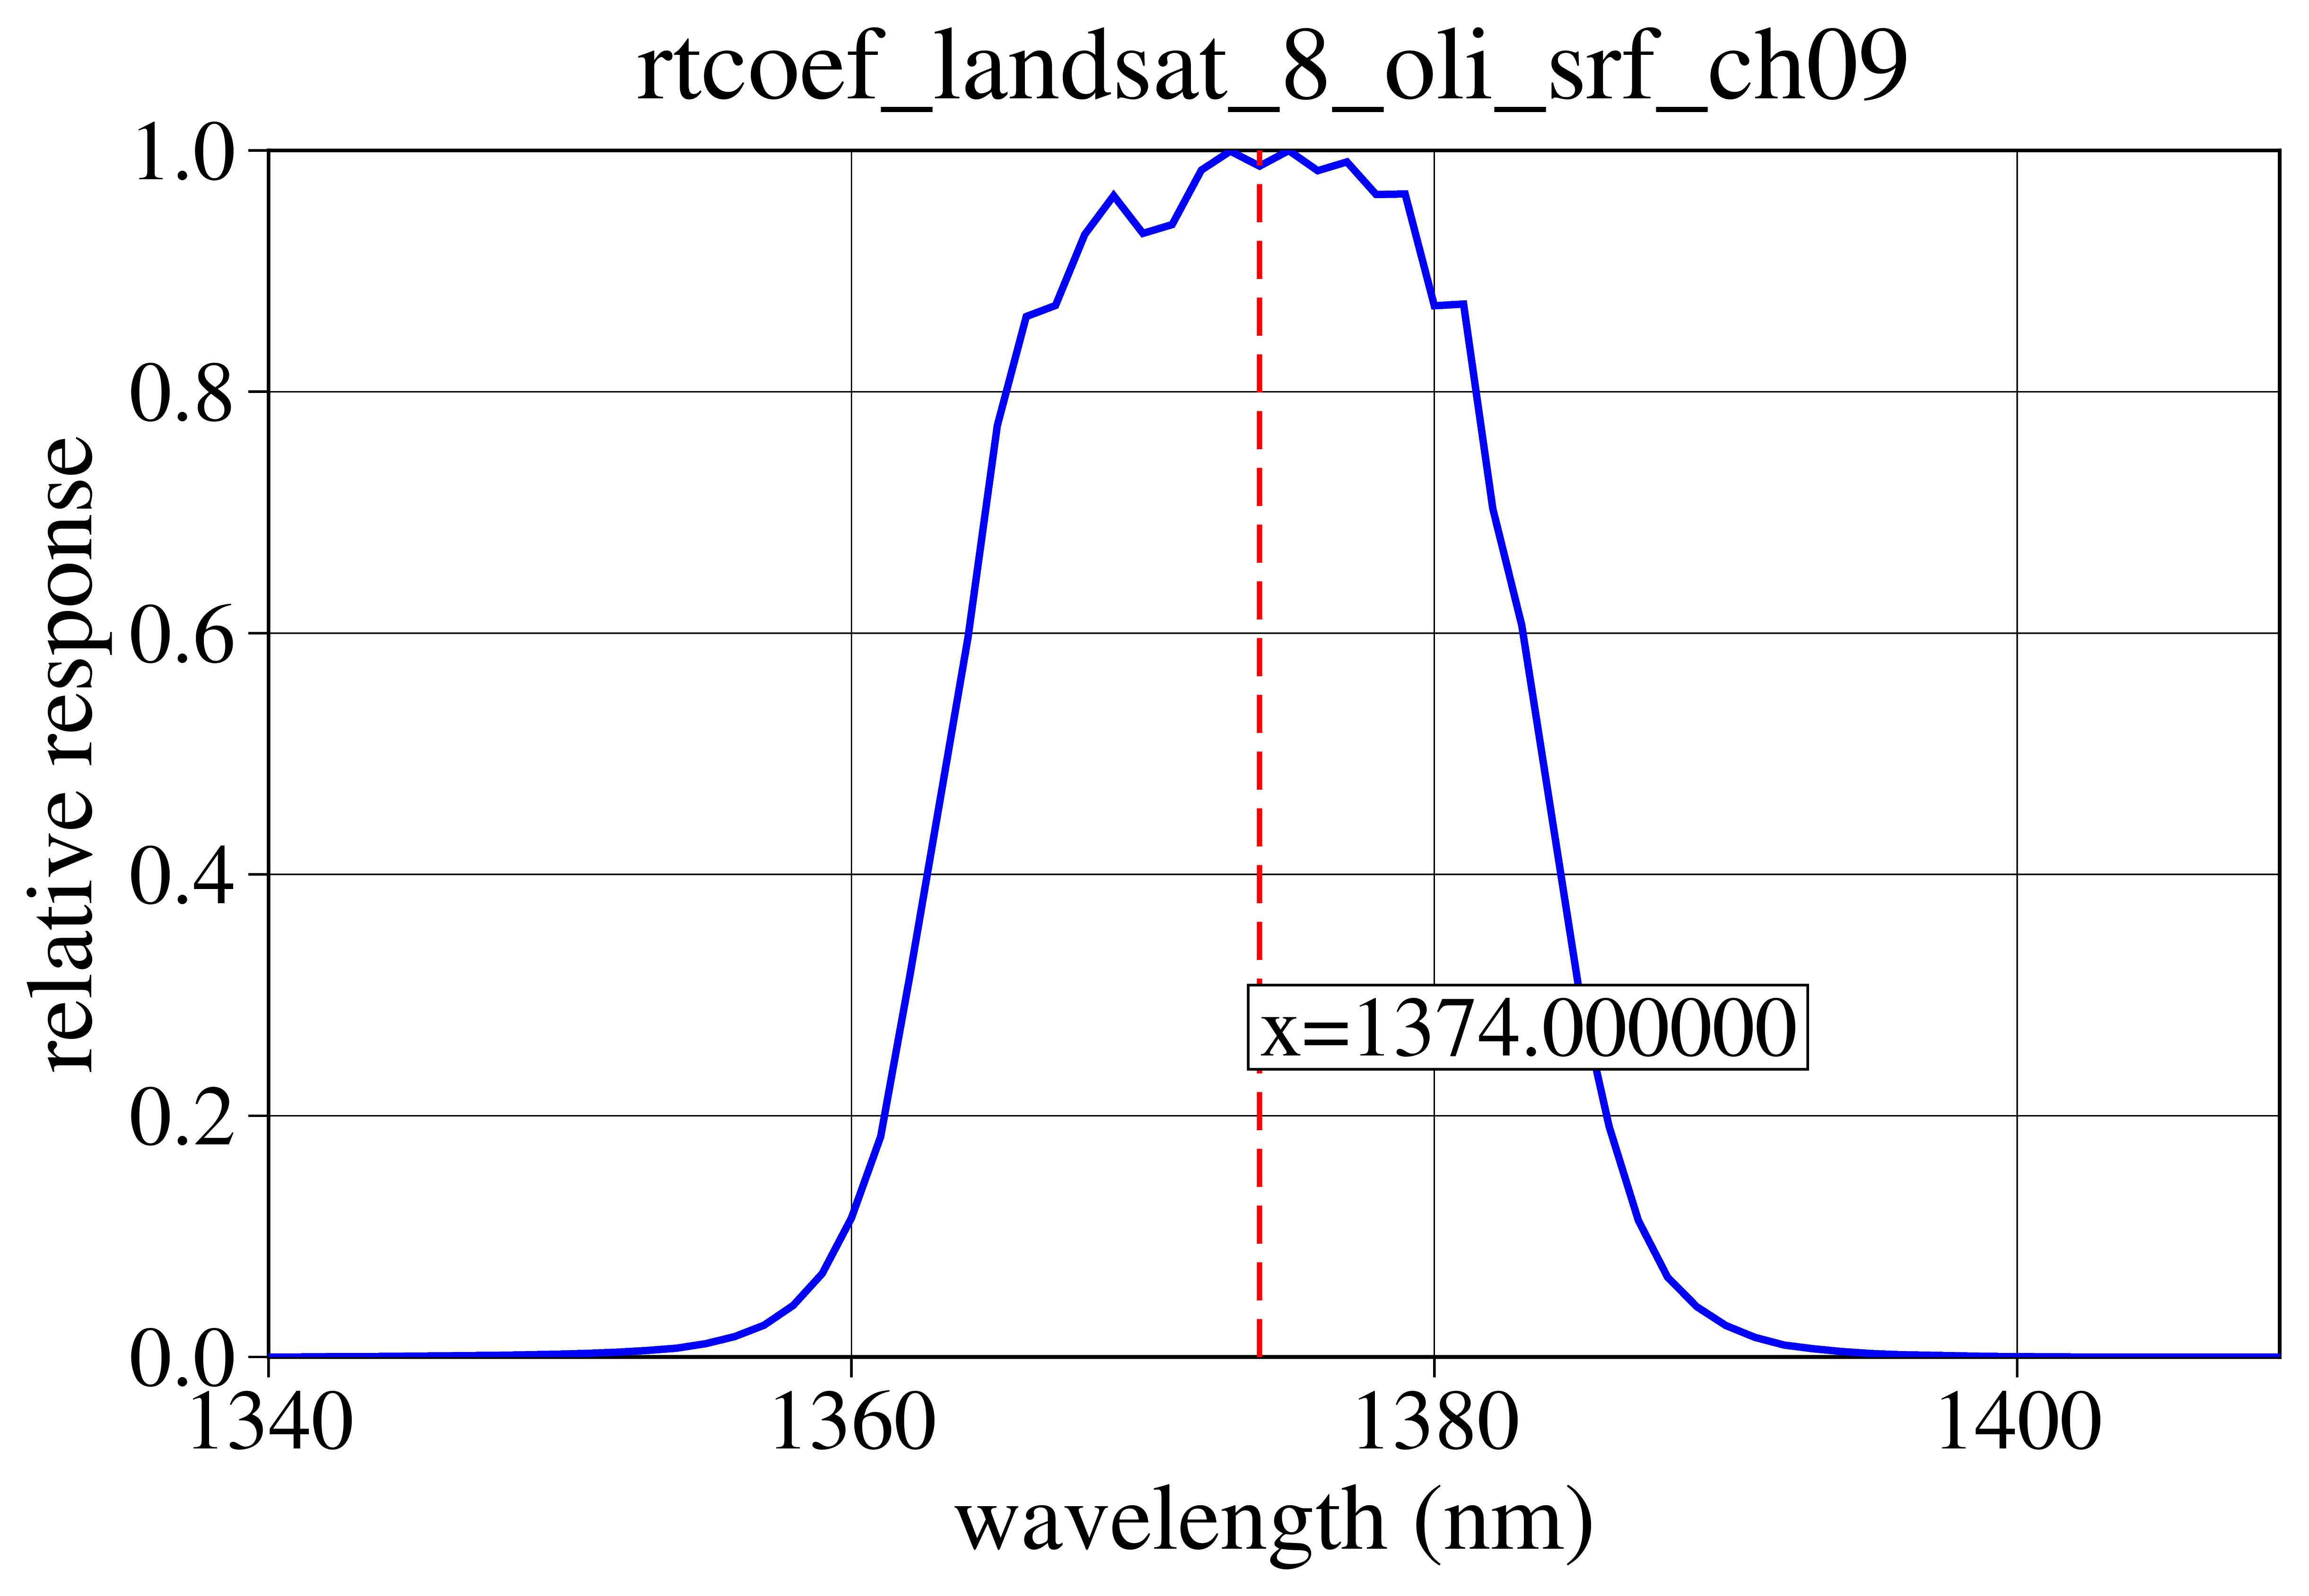 rtcoef_landsat_8_oli_srf_ch09
1.0
0.8
0.6
0.4
0.2
0.0
relative response
x=1374.000000
1340 1360 1380 1400
wavelength (nm)